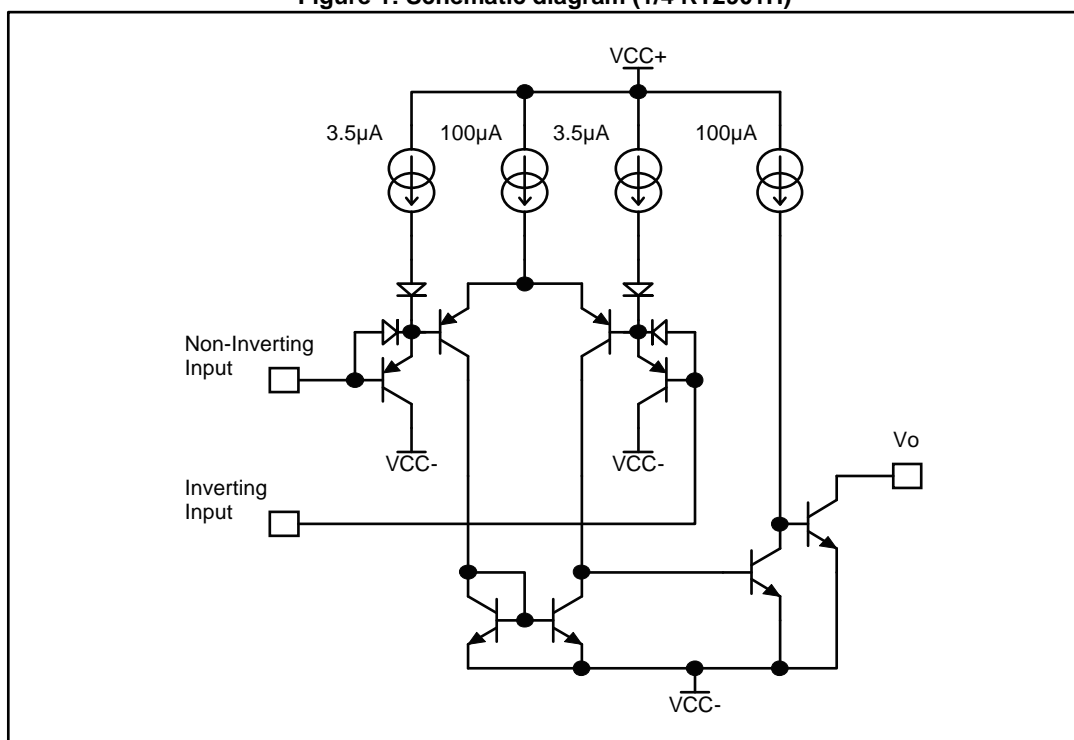 VCC+
3.5µA 100µA 3.5µA 100µA
Non-Inverting
Input
VCC- VCC-
Vo
Inverting
Input
VCC-